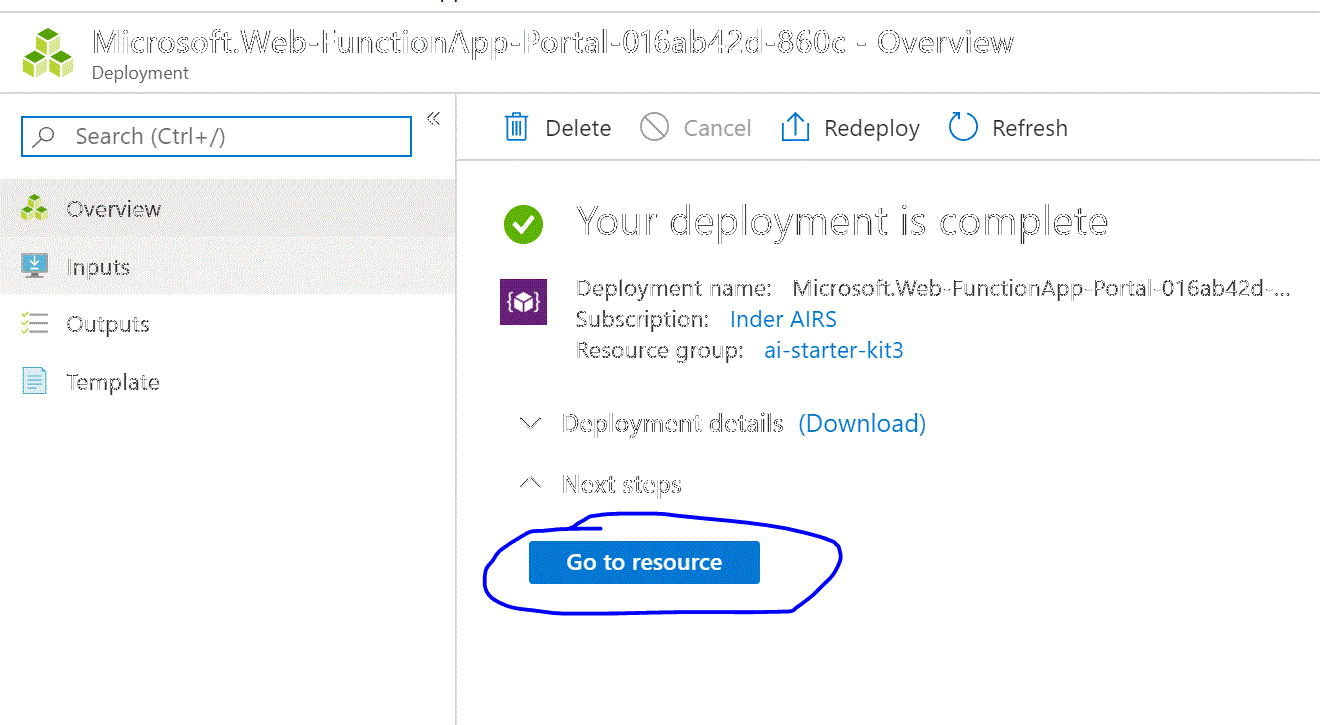 Microsoft.Web-FunctionApp-Portal-016ab42d-860c - Overview
Deployment
Search (Ctrl+/)
«
Overview
Inputs
Outputs
Template
Delete
Cancel
Redeploy
Refresh
Your deployment is complete
Deployment name: Microsoft.Web-FunctionApp-Portal-016ab42d-...
Subscription: Inder AIRS
Resource group: ai-starter-kit3
Deployment details (Download)
Next steps
Go to resource